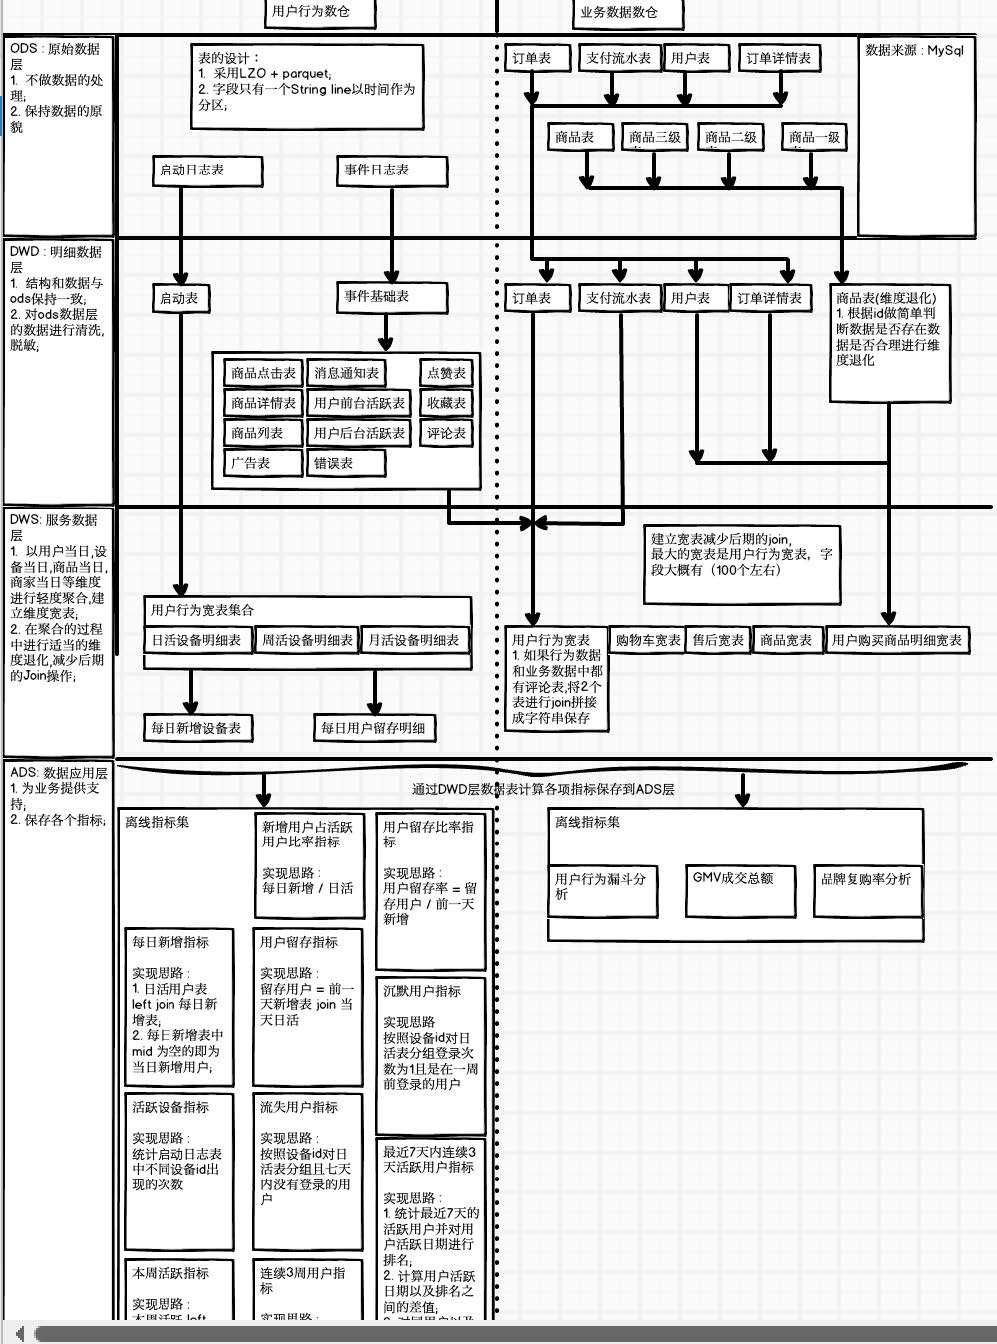 用户行为数仓
业务数据数仓
ODS : 原始数据
层
1. 不做数据的处
理;
2. 保持数据的原
貌
表的设计 :
1. 采用LZO + parquet;
2. 字段只有一个String line以时间作为
分区;
启动日志表
事件日志表
订单表
支付流水表
用户表
订单详情表
商品表
商品三级
商品二级
商品一级
数据来源 : MySql
DWD : 明细数据
层
1. 结构和数据与
ods保持一致;
2. 对ods数据层
的数据进行清洗,
脱敏;
启动表
事件基础表
商品点击表
消息通知表
点赞表
商品详情表
用户前台活跃表
收藏表
商品列表
用户后台活跃表
评论表
广告表
错误表
订单表
支付流水表
用户表
订单详情表
商品表(维度退化)
1. 根据id做简单判
断数据是否存在数
据是否合理进行维
度退化
DWS: 服务数据
层
1. 以用户当日,设
备当日,商品当日,
商家当日等维度
进行轻度聚合,建
立维度宽表;
2. 在聚合的过程
中进行适当的维
度退化,减少后期
的Join操作;
用户行为宽表集合
日活设备明细表
周活设备明细表
月活设备明细表
每日新增设备表
每日用户留存明细
建立宽表减少后期的join,
最大的宽表是用户行为宽表，字
段大概有（100个左右）
用户行为宽表
1. 如果行为数据
和业务数据中都
有评论表,将2个
表进行join拼接
成字符串保存
购物车宽表
售后宽表
商品宽表
用户购买商品明细宽表
ADS: 数据应用层
1. 为业务提供支
持;
2. 保存各个指标;
通过DWD层数据表计算各项指标保存到ADS层
离线指标集
新增用户占活跃
用户比率指标
实现思路 :
每日新增 / 日活
用户留存比率指
标
实现思路 :
用户留存率 = 留
存用户 / 前一天
新增
每日新增指标
实现思路 :
1. 日活用户表
left join 每日新
增表;
2. 每日新增表中
mid 为空的即为
当日新增用户;
用户留存指标
实现思路 :
留存用户 = 前一
天新增表 join 当
天日活
沉默用户指标
实现思路
按照设备id对日
活表分组登录次
数为1且是在一周
前登录的用户
活跃设备指标
实现思路 :
统计启动日志表
中不同设备id出
现的次数
流失用户指标
实现思路 :
按照设备id对日
活表分组且七天
内没有登录的用
户
最近7天内连续3
天活跃用户指标
实现思路 :
1. 统计最近7天的
活跃用户并对用
户活跃日期进行
排名;
2. 计算用户活跃
日期以及排名之
间的差值;
本周活跃指标
实现思路 :
连续3周用户指
标
离线指标集
用户行为漏斗分
析
GMV成交总额
品牌复购率分析